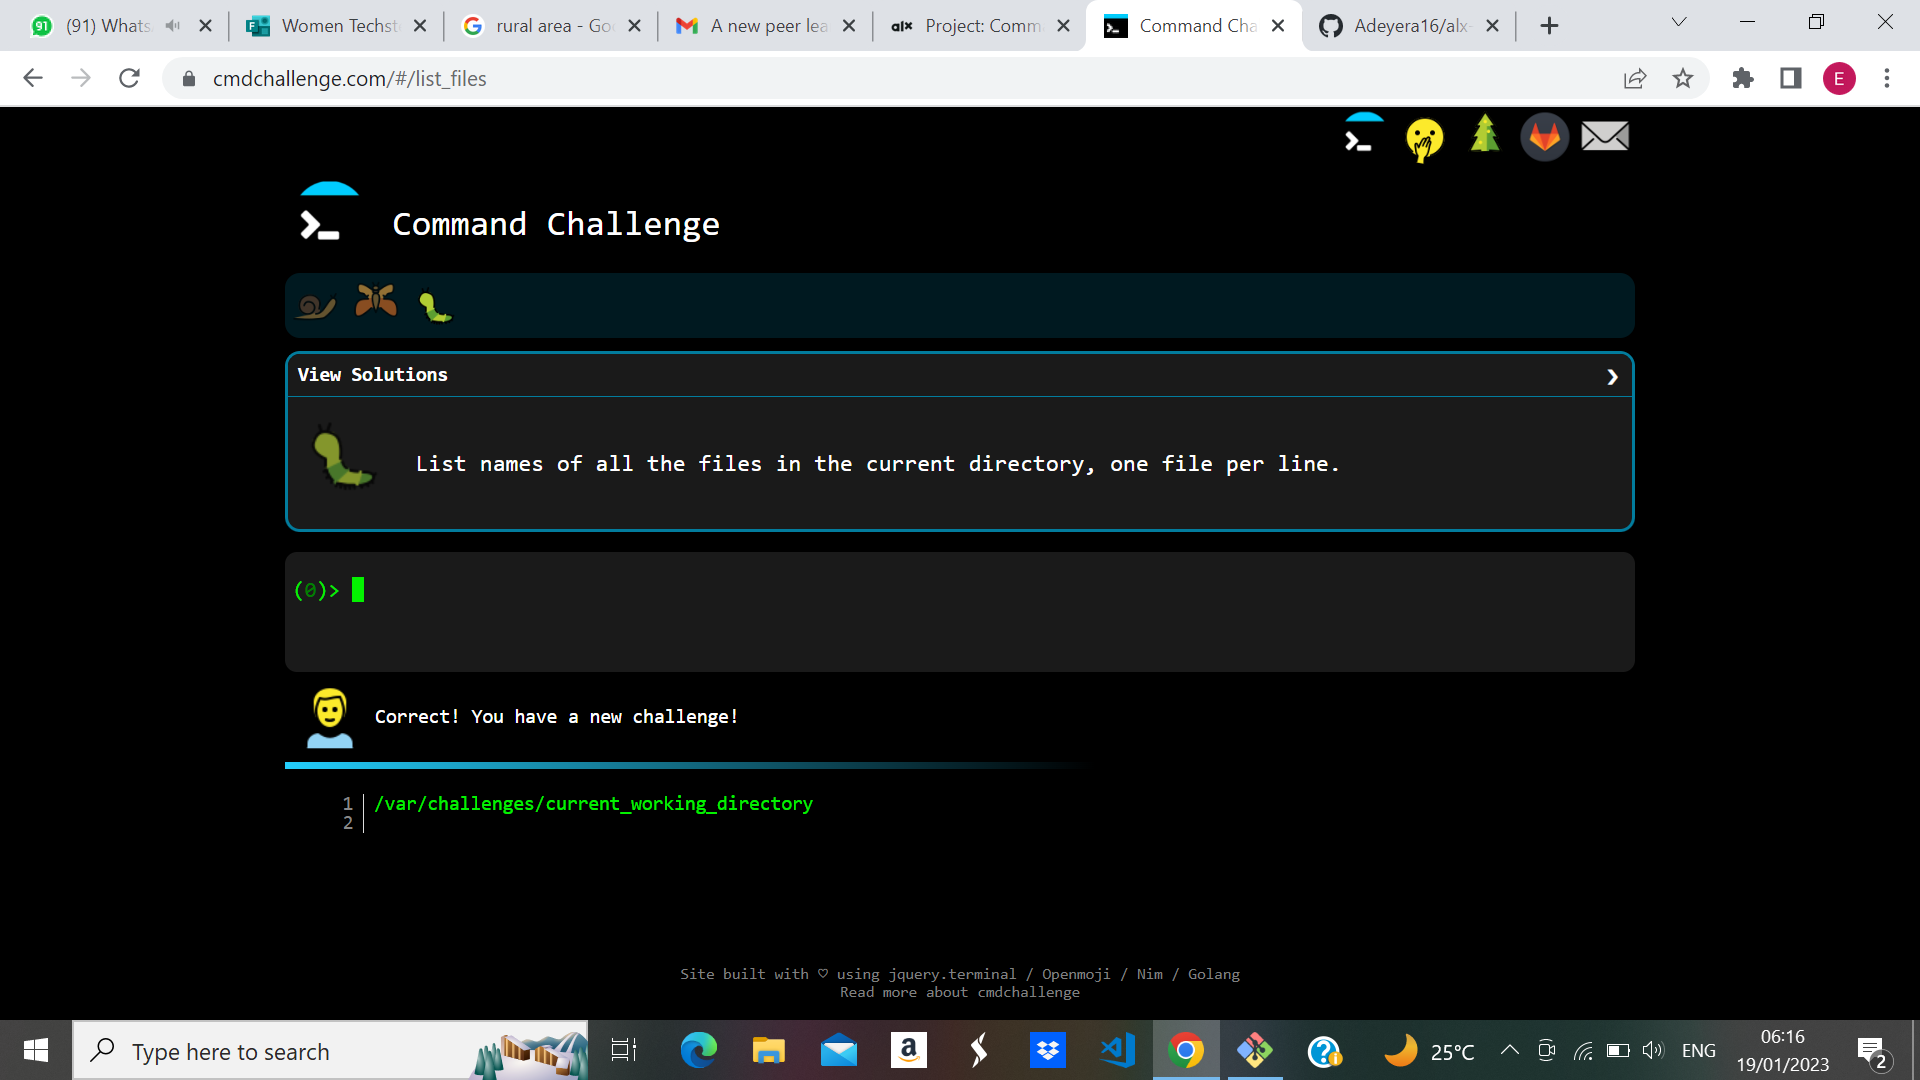 (91) Whats
Women Techst
rural area - Goo
A new peer lea
alx Project: Comm
Command Cha
Adeyera16/alx-
cmdchallenge.com/#/list_files
E
Command Challenge
View Solutions
List names of all the files in the current directory, one file per line.
(0)>
Correct! You have a new challenge!
1 /var/challenges/current_working_directory
2
Site built with ♡ using jquery.terminal / Openmoji / Nim / Golang
Read more about cmdchallenge
Type here to search
25°C
ENG
06:16
19/01/2023
2